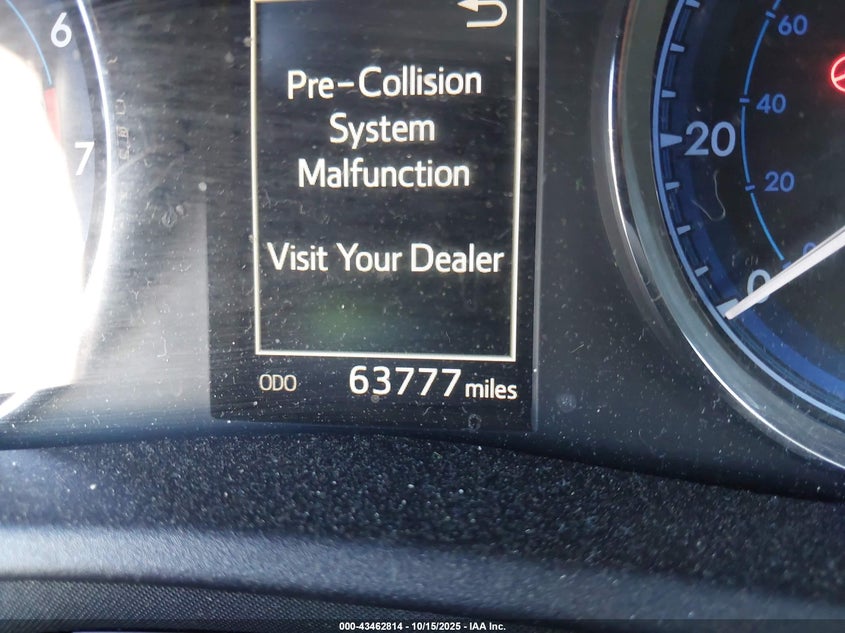 6
7
Pre-Collision
System
Malfunction
Visit Your Dealer
ODO 63777 miles
60
40
20
20
0
0
000-43462814 - 10/15/2025 - IAA Inc.